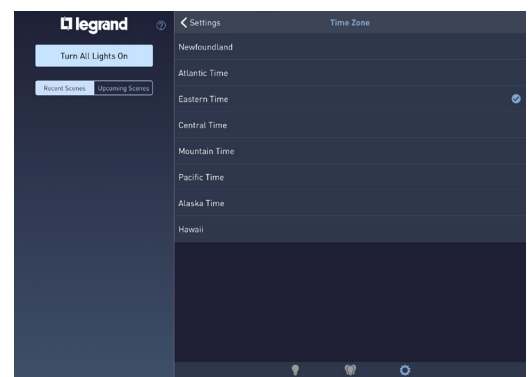 legrand
?
Turn All Lights On
Recent Scenes Upcoming Scenes
Settings
Time Zone
Newfoundland
Atlantic Time
Eastern Time
Central Time
Mountain Time
Pacific Time
Alaska Time
Hawaii